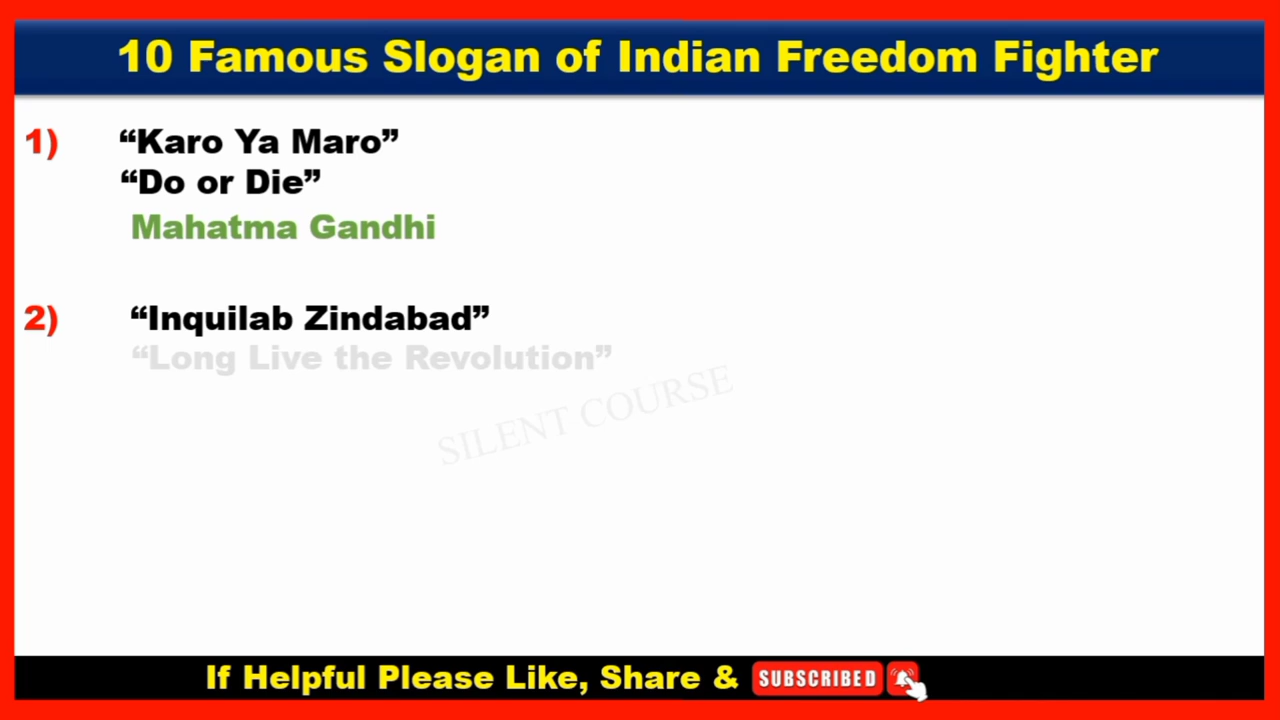 10 Famous Slogan of Indian Freedom Fighter
1) “Karo Ya Maro”
“Do or Die”
Mahatma Gandhi
2) “Inquilab Zindabad”
“Long Live the Revolution”
SILENT COURSE
If Helpful Please Like, Share & SUBSCRIBED